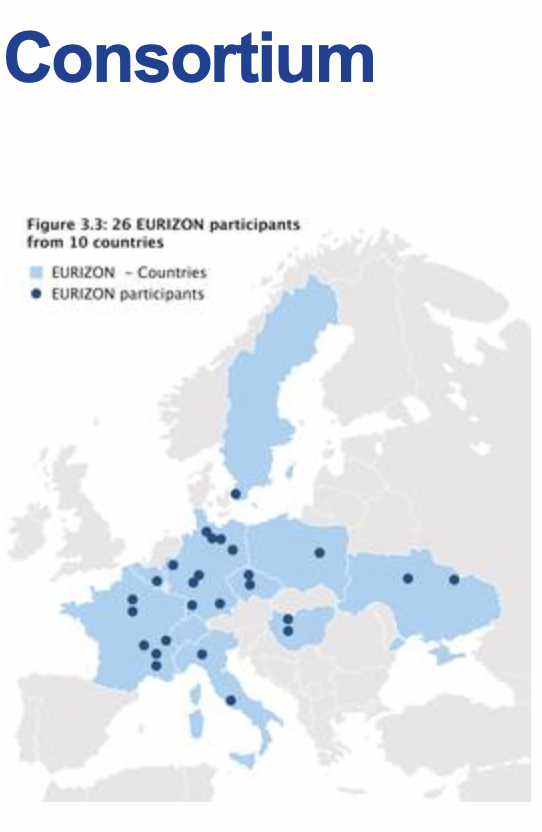 Consortium
Figure 3.3: 26 EURIZON participants
from 10 countries
EURIZON – Countries
EURIZON participants